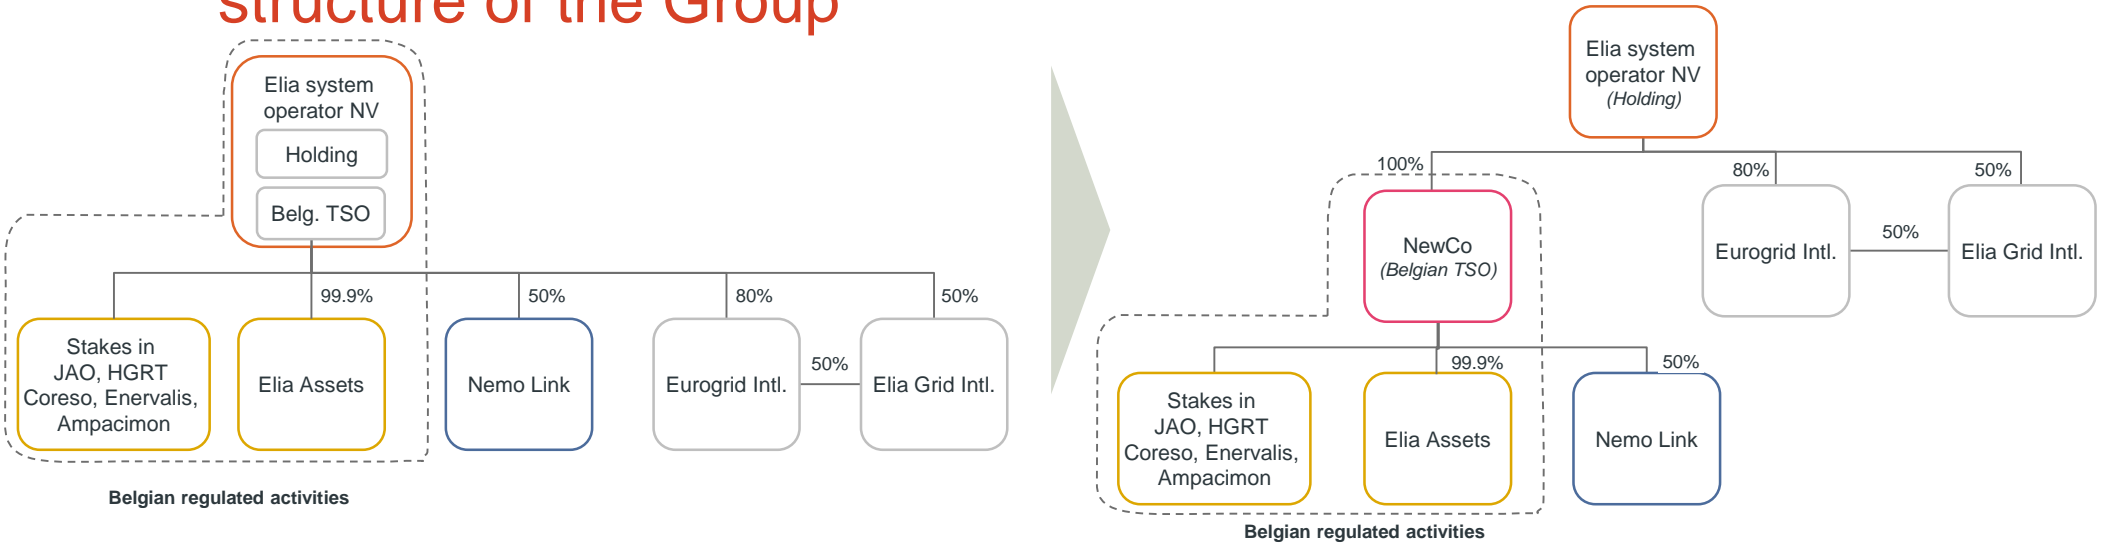 structure of the Group
Elia system
operator NV
Holding
Belg. TSO
99.9%
50%
80%
50%
Stakes in
JAO, HGRT
Coreso, Enervalis,
Ampacimon
Elia Assets
Nemo Link
Eurogrid Intl.
50%
Elia Grid Intl.
Belgian regulated activities
Elia system
operator NV
(Holding)
100%
80%
50%
NewCo
(Belgian TSO)
Eurogrid Intl.
50%
Elia Grid Intl.
99.9%
50%
Stakes in
JAO, HGRT
Coreso, Enervalis,
Ampacimon
Elia Assets
Nemo Link
Belgian regulated activities